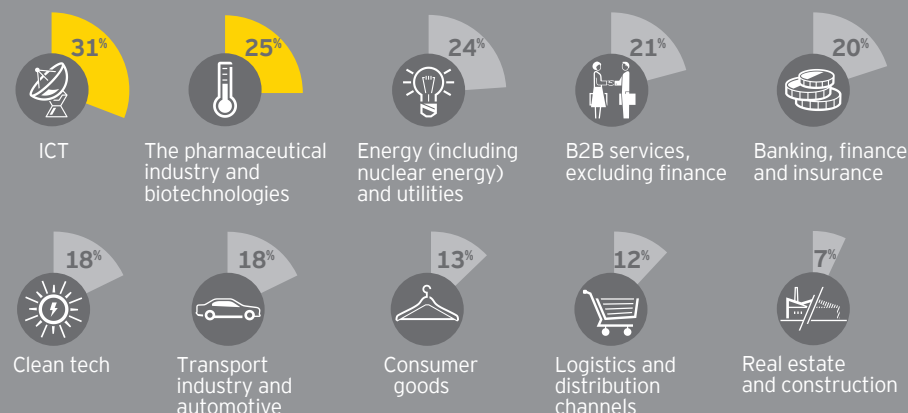 31%
25%
24%
21%
20%
ICT
The pharmaceutical
industry and
biotechnologies
Energy (including
nuclear energy)
and utilities
B2B services,
excluding finance
Banking, finance
and insurance
18%
18%
13%
12%
7%
Clean tech
Transport
industry and
automotive
Consumer
goods
Logistics and
distribution
channels
Real estate
and construction